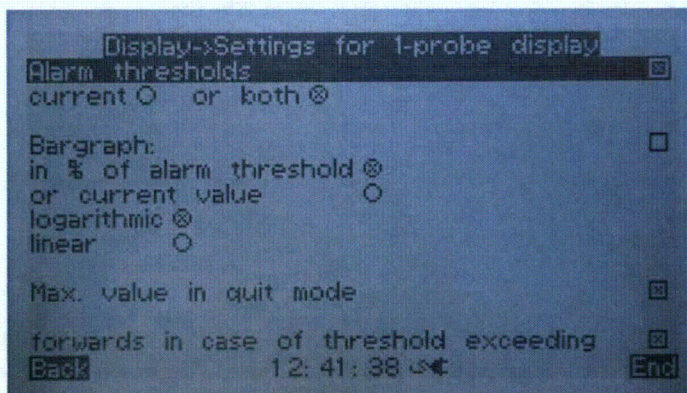 Display->Settings for 1-probe display
Alarm thresholds
current or both
Bargraph:
in % of alarm threshold
or current value
logarithmic
linear
Max. value in quit mode
forwards in case of threshold exceeding
Back 12:41:38 End